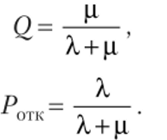 Q = μ / (λ + μ),
P_ОТК = λ / (λ + μ).